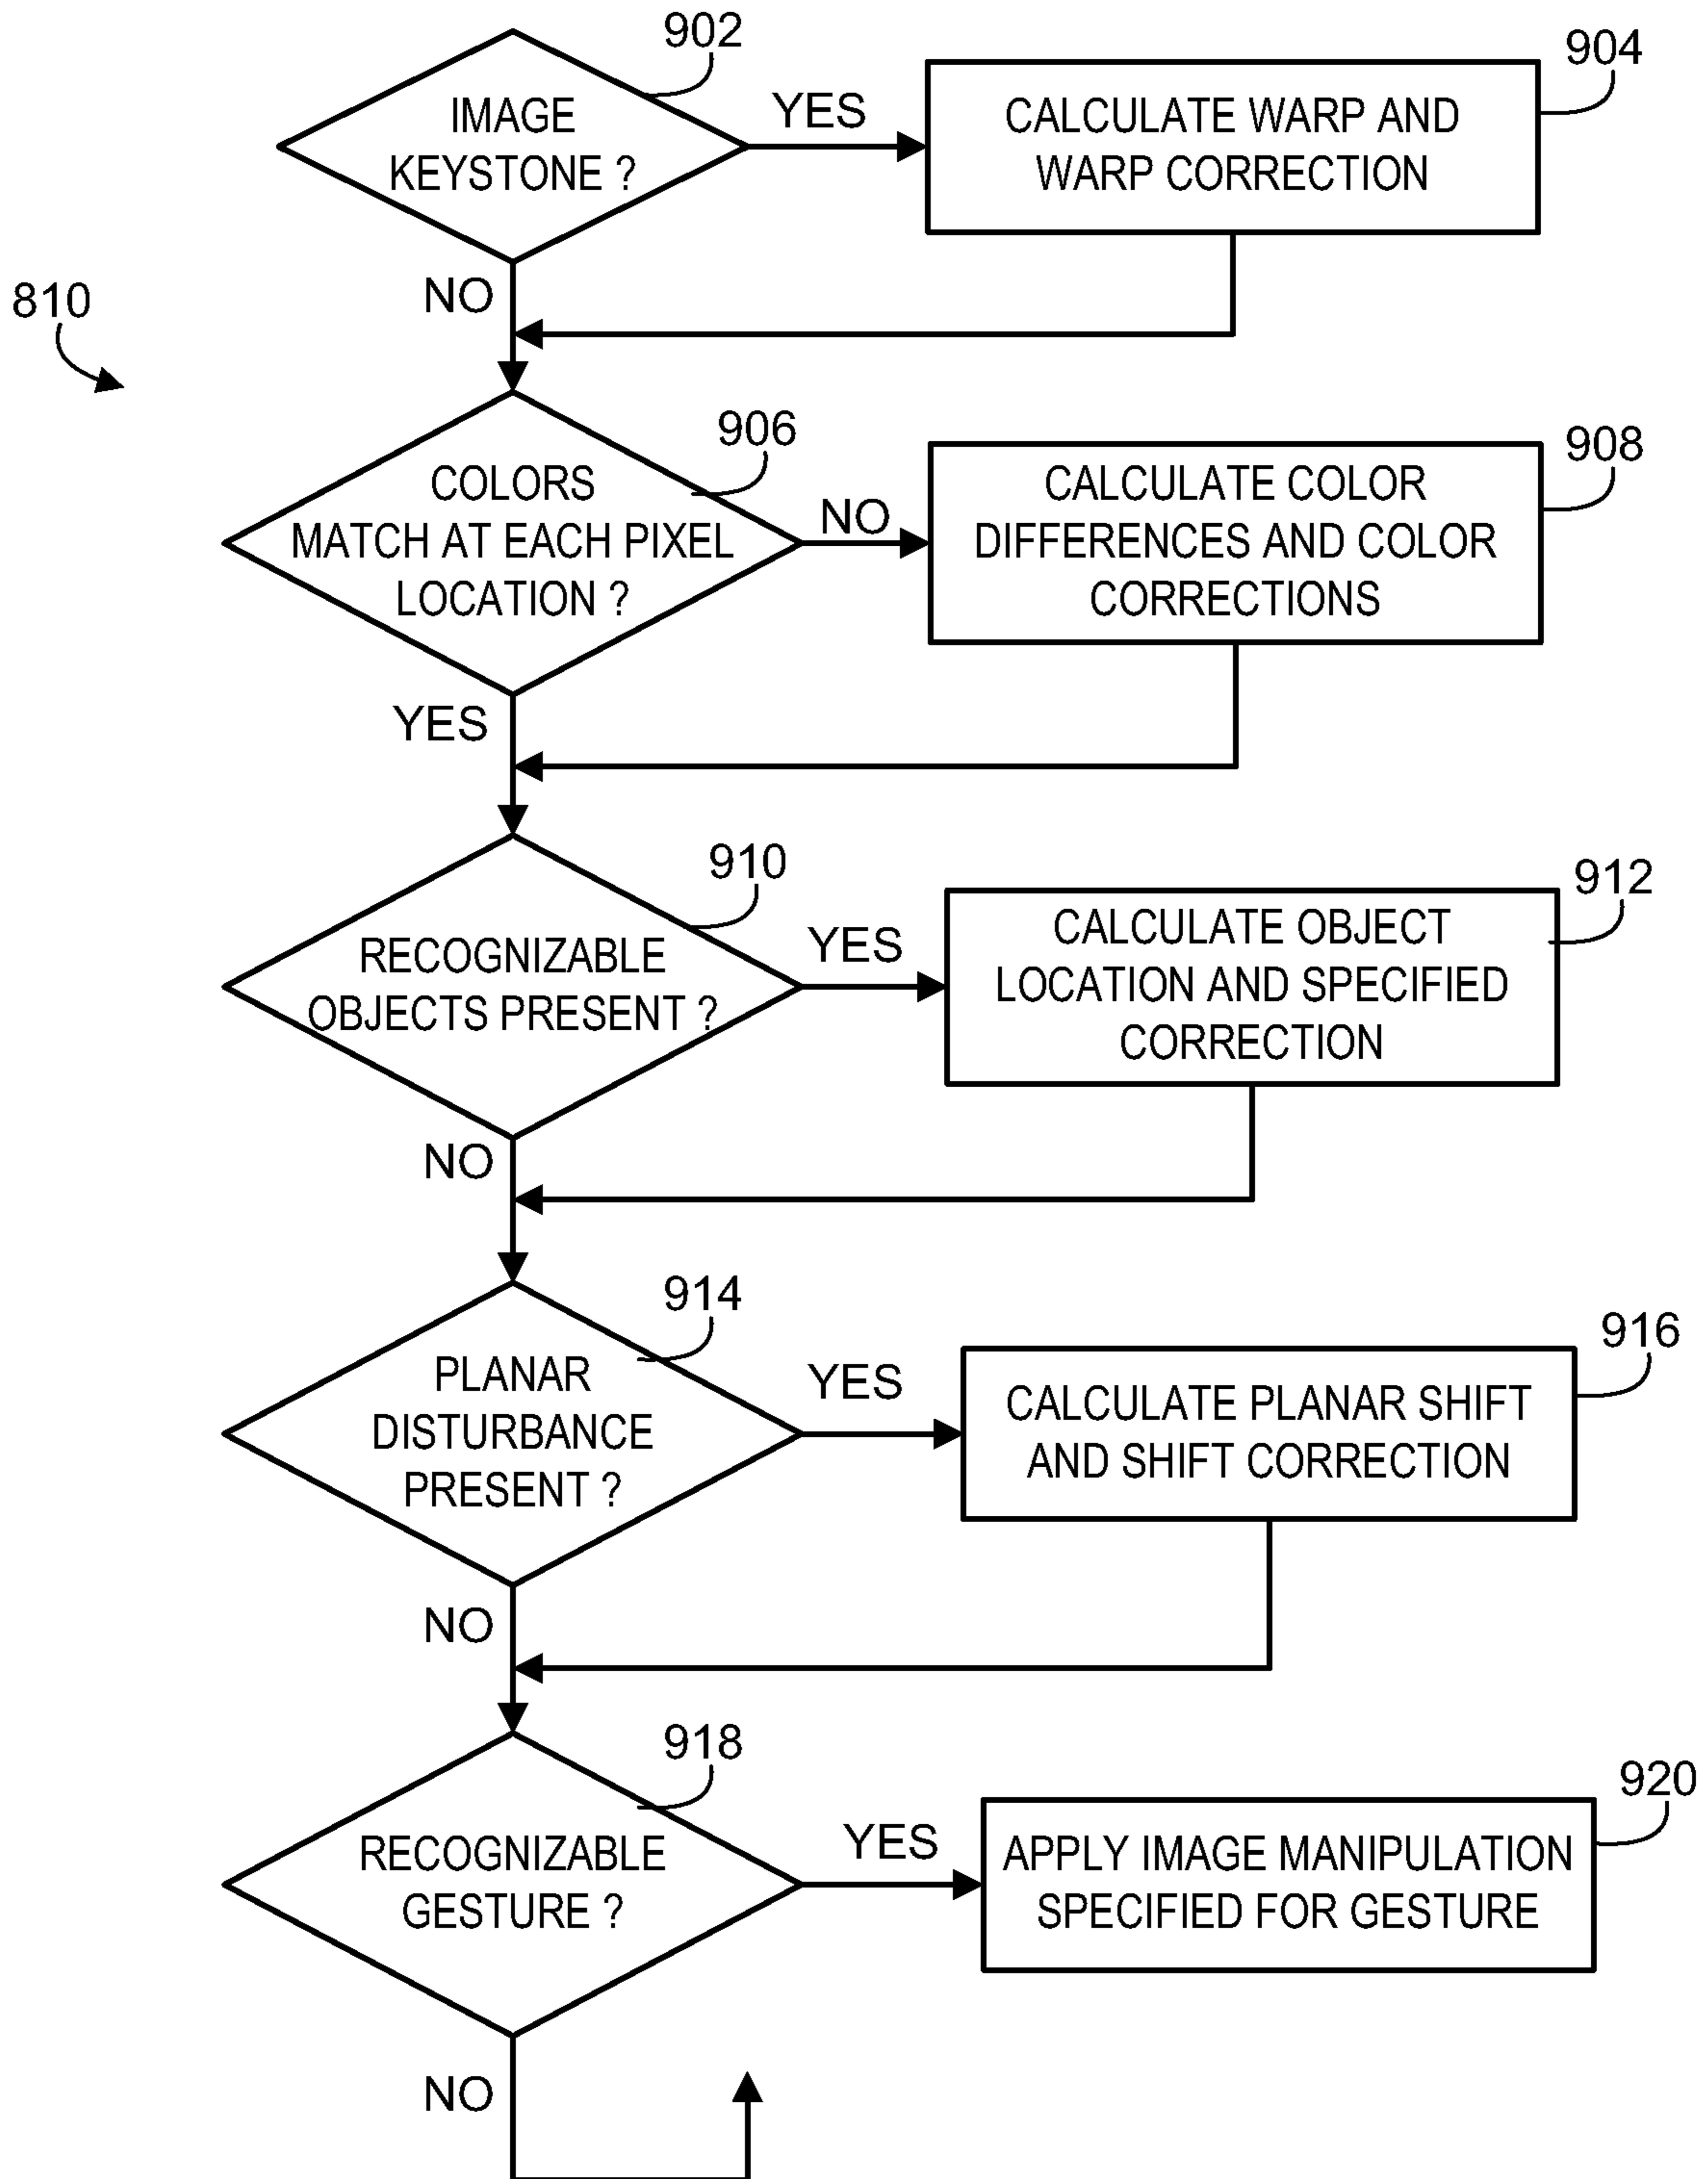 902
IMAGE
KEYSTONE ?
YES
904
CALCULATE WARP AND
WARP CORRECTION
NO
810
906
COLORS
MATCH AT EACH PIXEL
LOCATION ?
NO
908
CALCULATE COLOR
DIFFERENCES AND COLOR
CORRECTIONS
YES
910
RECOGNIZABLE
OBJECTS PRESENT ?
YES
912
CALCULATE OBJECT
LOCATION AND SPECIFIED
CORRECTION
NO
914
PLANAR
DISTURBANCE
PRESENT ?
YES
916
CALCULATE PLANAR SHIFT
AND SHIFT CORRECTION
NO
918
RECOGNIZABLE
GESTURE ?
YES
920
APPLY IMAGE MANIPULATION
SPECIFIED FOR GESTURE
NO